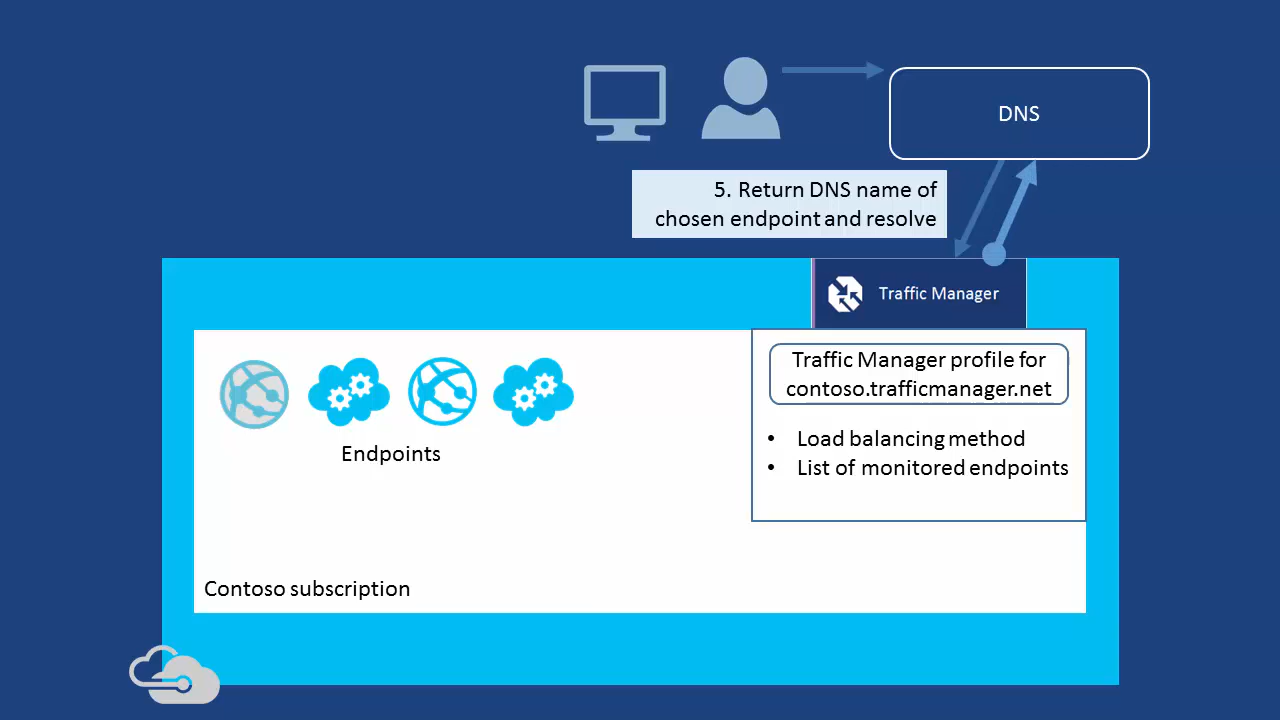 DNS
5. Return DNS name of
chosen endpoint and resolve
Traffic Manager
Traffic Manager profile for
contoso.trafficmanager.net
• Load balancing method
• List of monitored endpoints
Endpoints
Contoso subscription